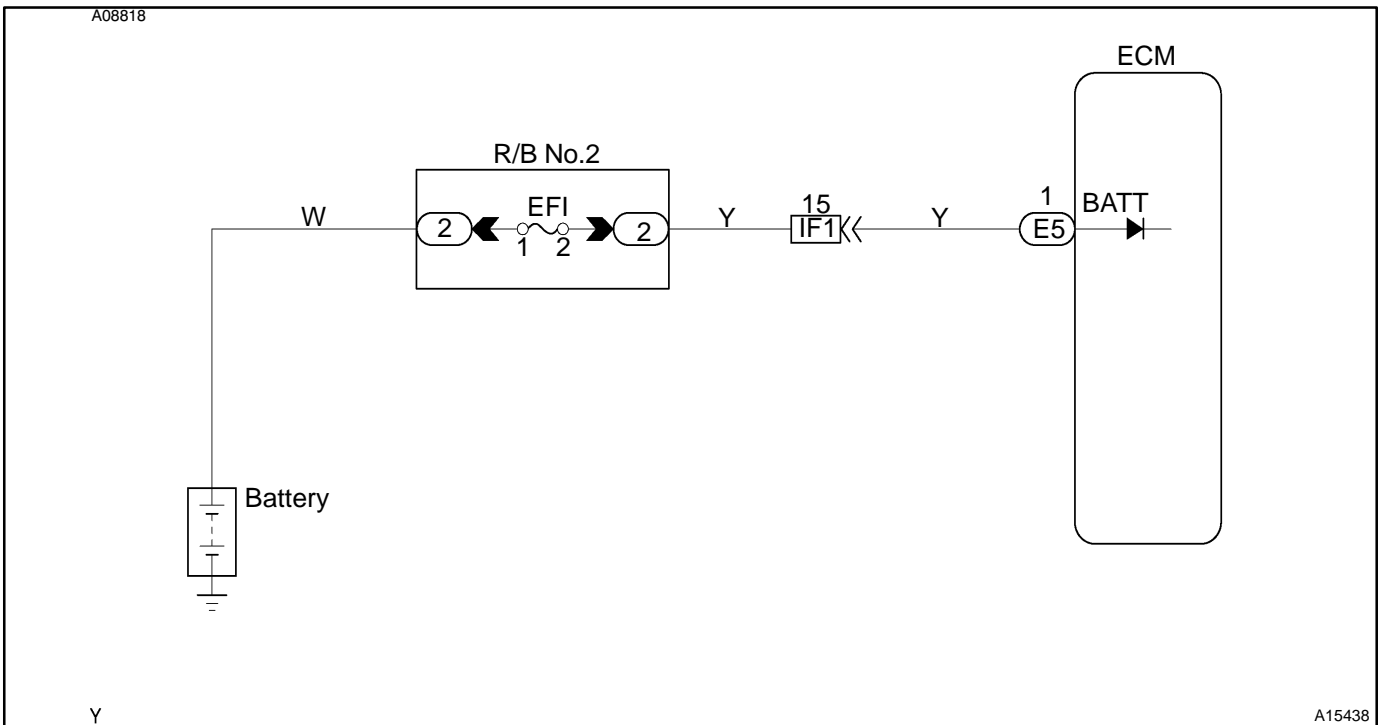 A08818
ECM
R/B No.2
W
2
EFI
1 2
2
Y
15
IF1
Y
1
E5
BATT
Battery
Y
A15438